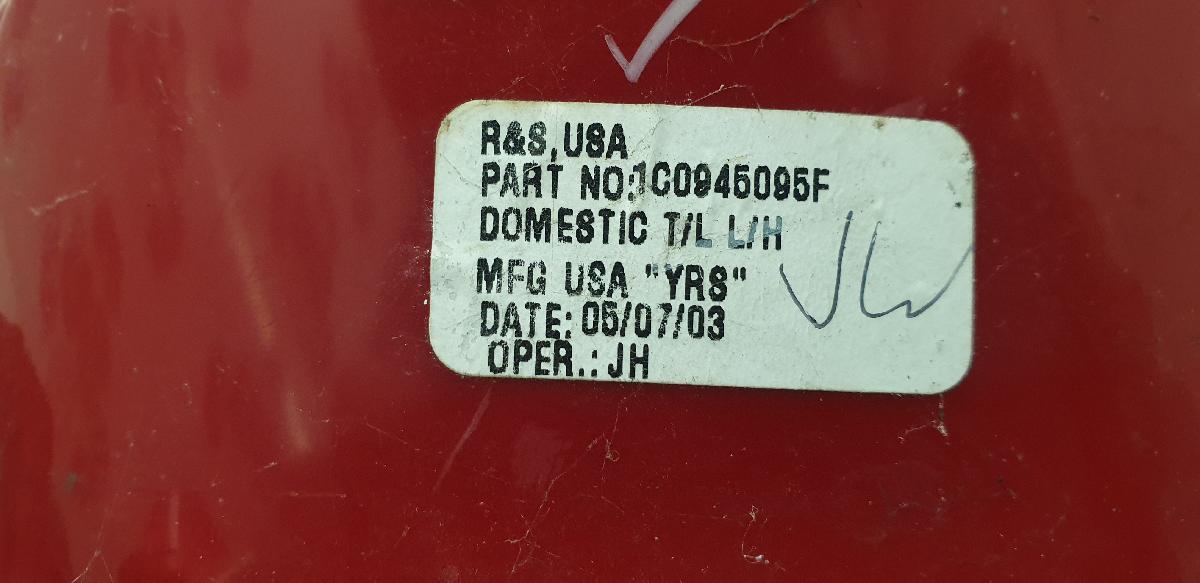 R&S,USA
PART NO:1C0945095F
DOMESTIC T/L L/H
MFG USA "YRS"
DATE: 05/07/03
OPER.: JH